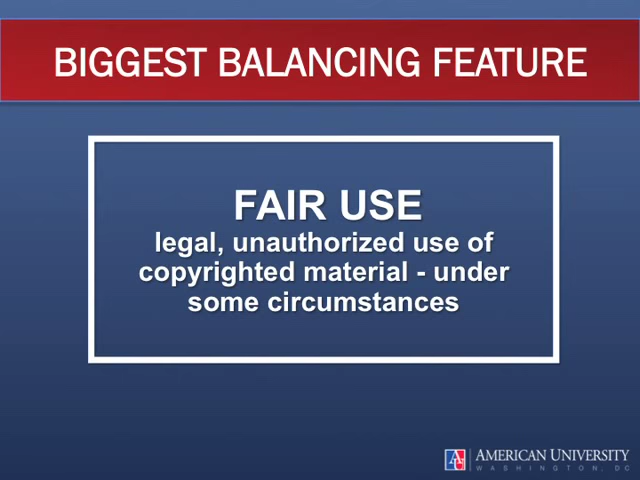 BIGGEST BALANCING FEATURE
FAIR USE
legal, unauthorized use of
copyrighted material - under
some circumstances
AU
AMERICAN UNIVERSITY
WASHINGTON, DC